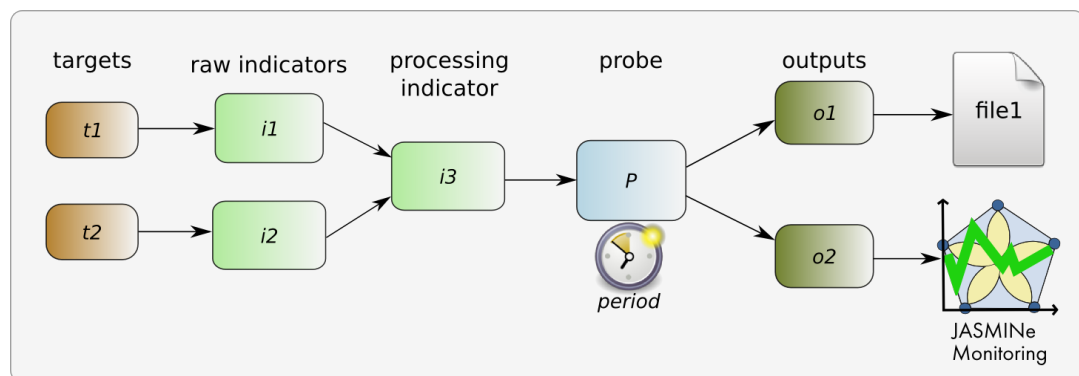 targets
raw indicators
processing
indicator
probe
outputs
t1
i1
i3
P
o1
file1
t2
i2
o2
period
JASMINe
Monitoring